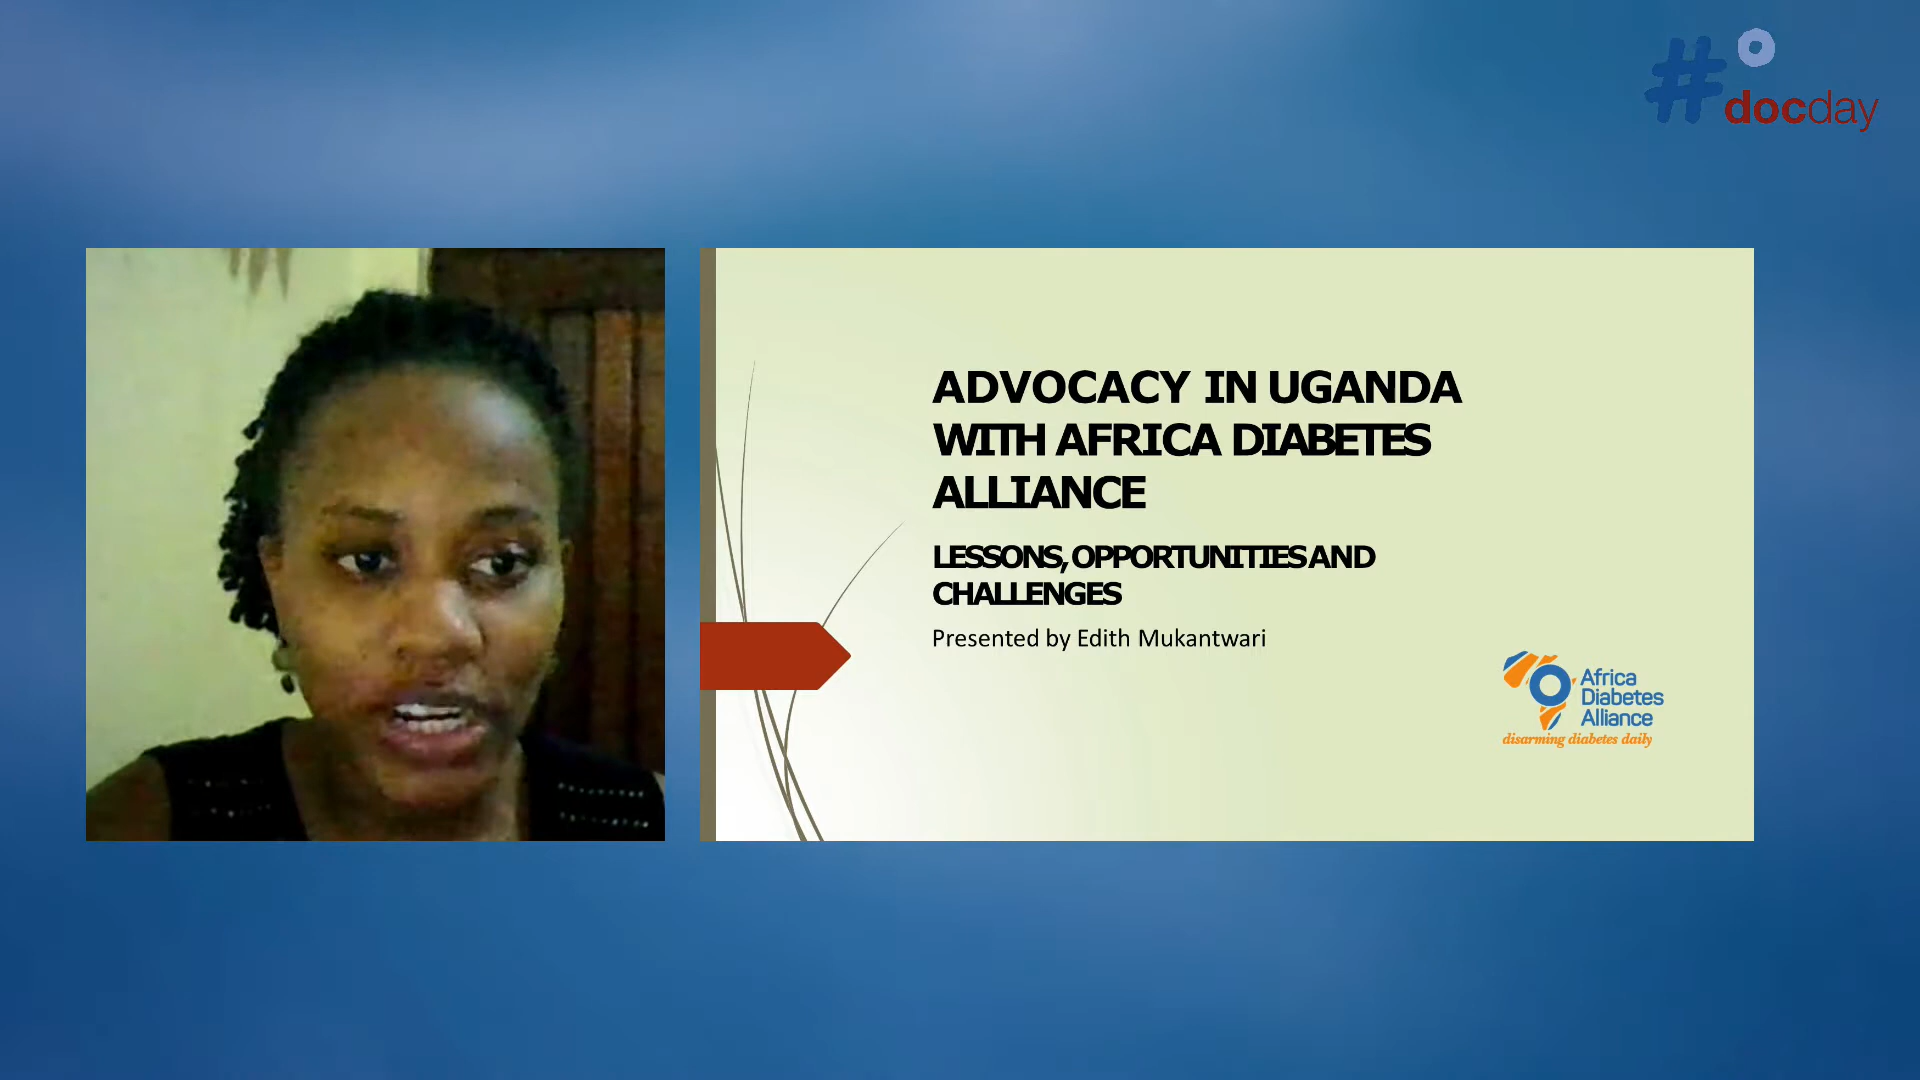 #docday
ADVOCACY IN UGANDA
WITH AFRICA DIABETES
ALLIANCE
LESSONS, OPPORTUNITIES AND
CHALLENGES
Presented by Edith Mukantwari
Africa
Diabetes
Alliance
disarming diabetes daily